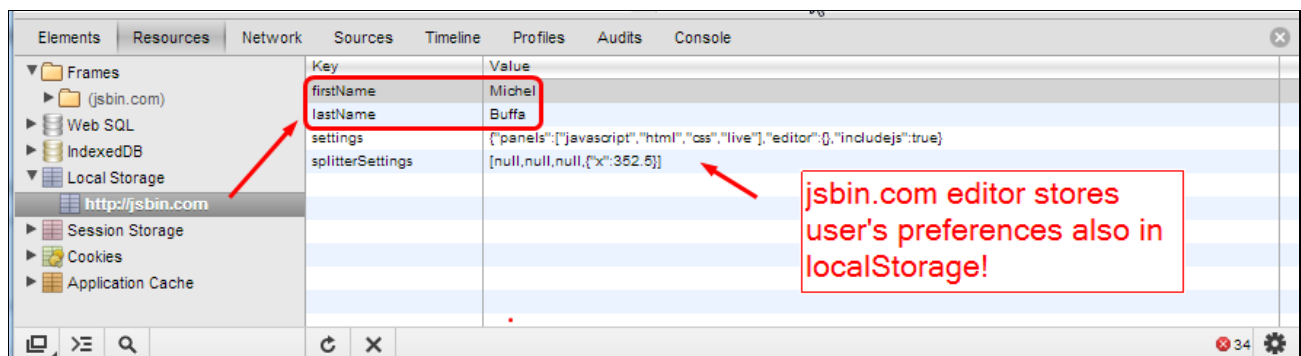 Elements Resources Network Sources Timeline Profiles Audits Console
Frames
(jsbin.com)
Web SQL
IndexedDB
Local Storage
http://jsbin.com
Session Storage
Cookies
Application Cache
Key Value
firstName Michel
lastName Buffa
settings {"panels":["javascript","html","css","live"],"editor":{},"includejs":true}
splitterSettings [null,null,null,{"x":352.5}]
jsbin.com editor stores
user's preferences also in
localStorage!
34